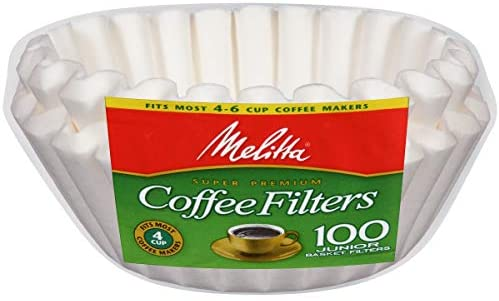 FITS MOST 4-6 CUP COFFEE MAKERS
Melitta®
SUPER PREMIUM
Coffee Filters
FITS MOST
4
CUP
COFFEE MAKERS
100
JUNIOR
BASKET FILTERS